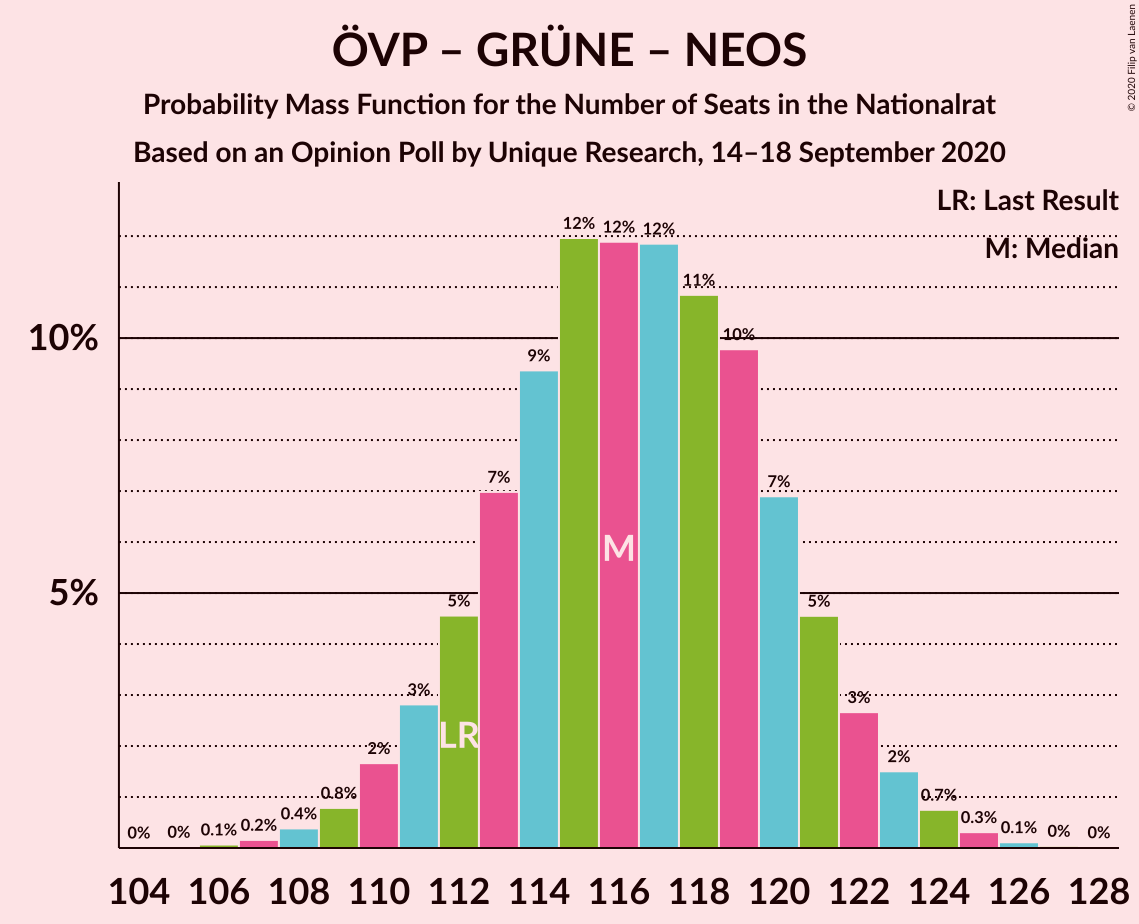 ÖVP – GRÜNE – NEOS
Probability Mass Function for the Number of Seats in the Nationalrat
Based on an Opinion Poll by Unique Research, 14–18 September 2020
© 2020 Filip van Laenen
LR: Last Result
M: Median
10%
5%
0% 0% 0.1% 0.2% 0.4% 0.8% 2% 3% 5% 7% 9% 12% 12% 12% 11% 10% 7% 5% 3% 2% 0.7% 0.3% 0.1% 0% 0%
M
LR
104 106 108 110 112 114 116 118 120 122 124 126 128